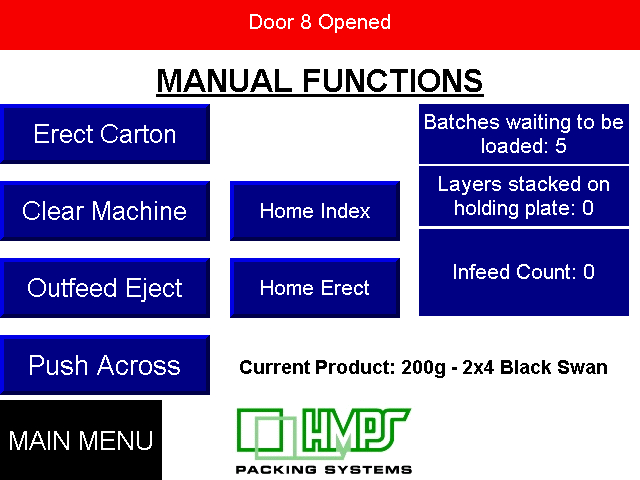 Door 8 Opened
MANUAL FUNCTIONS
Erect Carton
Clear Machine
Outfeed Eject
Push Across
Home Index
Home Erect
Batches waiting to be
loaded: 5
Layers stacked on
holding plate: 0
Infeed Count: 0
Current Product: 200g - 2x4 Black Swan
MAIN MENU
HMPS
PACKING SYSTEMS